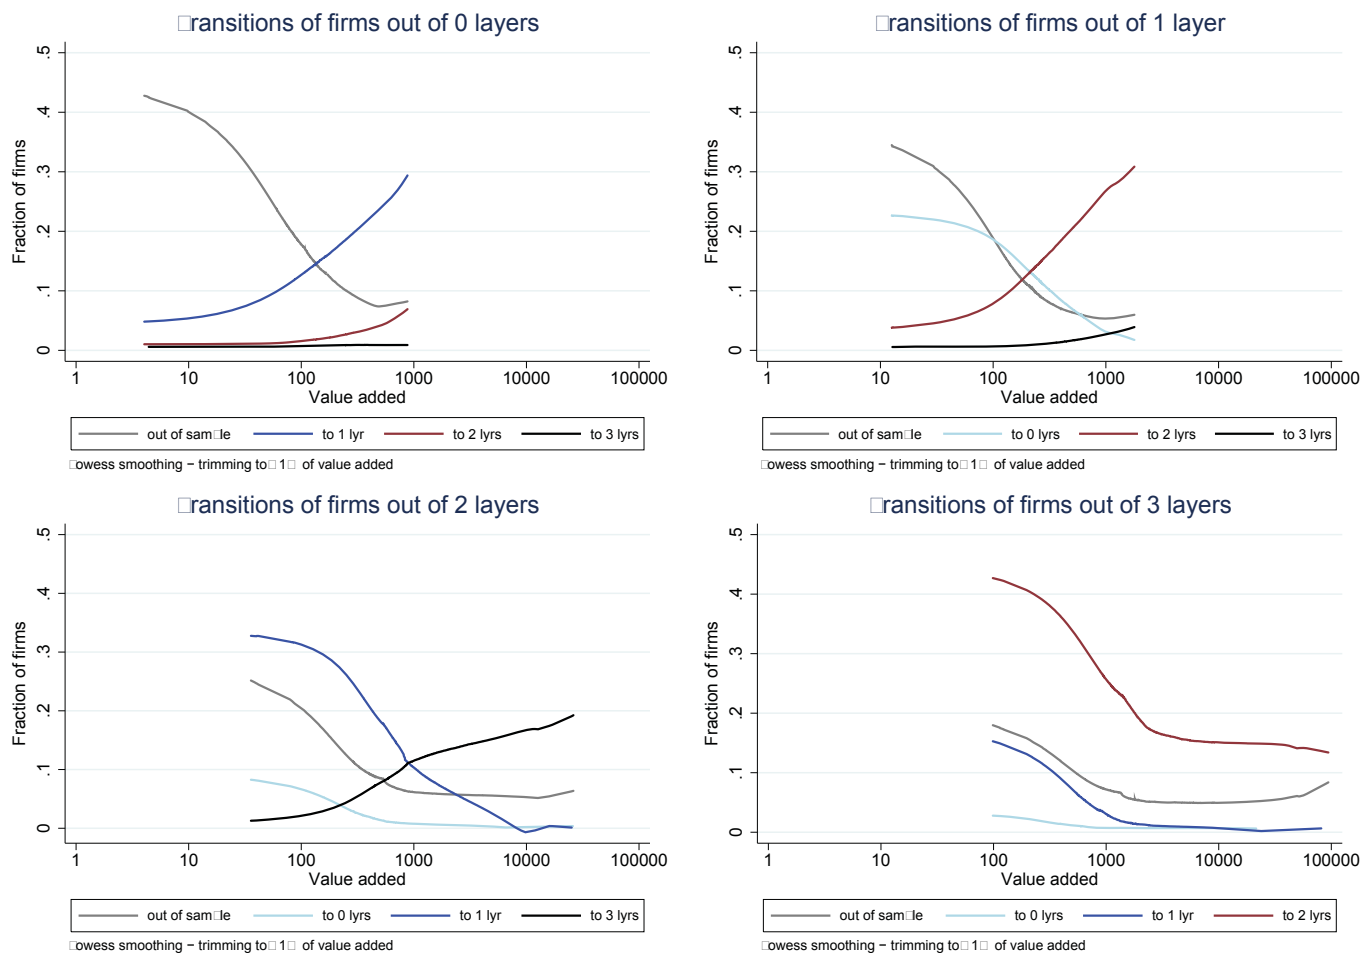 □ransitions of firms out of 0 layers
Fraction of firms
0 .1 .2 .3 .4 .5
1 10 100 1000 10000 100000
Value added
out of sam□le to 1 lyr to 2 lyrs to 3 lyrs
□owess smoothing − trimming to□ 1□ of value added
□ransitions of firms out of 1 layer
Fraction of firms
0 .1 .2 .3 .4 .5
1 10 100 1000 10000 100000
Value added
out of sam□le to 0 lyrs to 2 lyrs to 3 lyrs
□owess smoothing − trimming to□ 1□ of value added
□ransitions of firms out of 2 layers
Fraction of firms
0 .1 .2 .3 .4 .5
1 10 100 1000 10000 100000
Value added
out of sam□le to 0 lyrs to 1 lyr to 3 lyrs
□owess smoothing − trimming to□ 1□ of value added
□ransitions of firms out of 3 layers
Fraction of firms
0 .1 .2 .3 .4 .5
1 10 100 1000 10000 100000
Value added
out of sam□le to 0 lyrs to 1 lyr to 2 lyrs
□owess smoothing − trimming to□ 1□ of value added